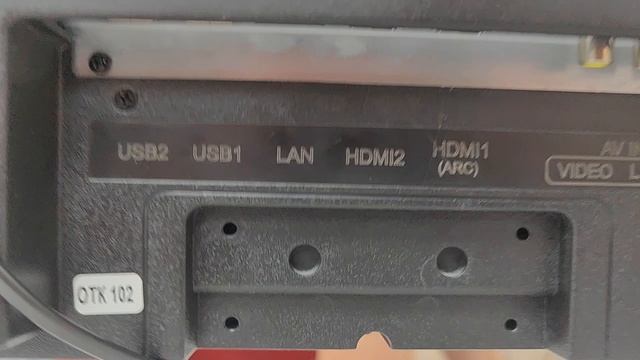 USB2 USB1 LAN HDMI2 HDMI1 AV
(ARC) VIDEO
OTK 102